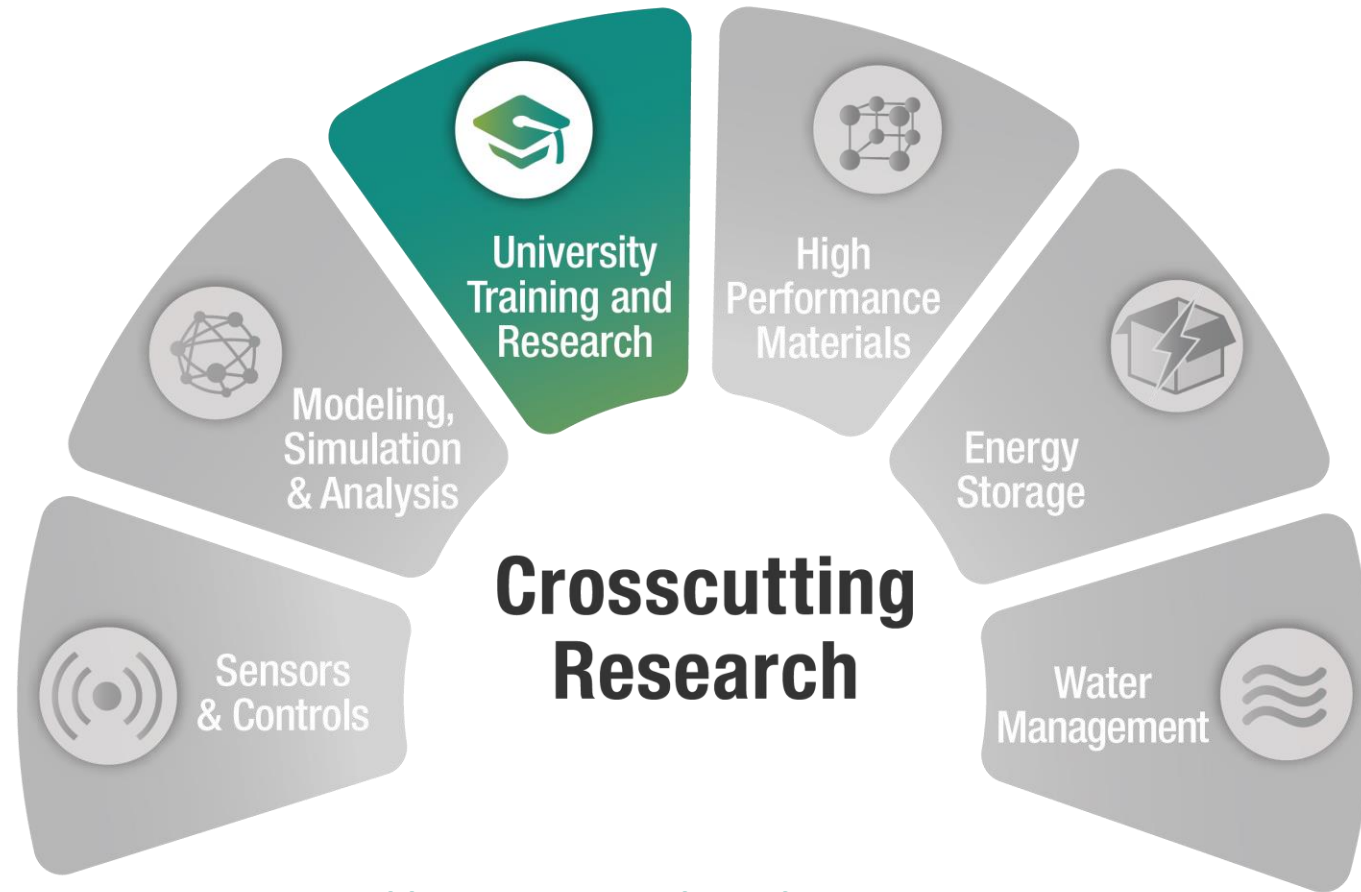 University
Training and
Research
High
Performance
Materials
Modeling,
Simulation
& Analysis
Energy
Storage
Sensors
& Controls
Water
Management
Crosscutting
Research